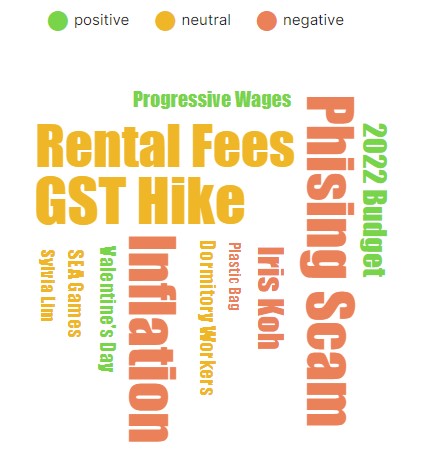 positive
neutral
negative
Progressive Wages
Rental Fees
GST Hike
Phising Scam
2022 Budget
Sylvia Lim
SEA Games
Valentine's Day
Inflation
Dormitory Workers
Plastic Bag
Iris Koh